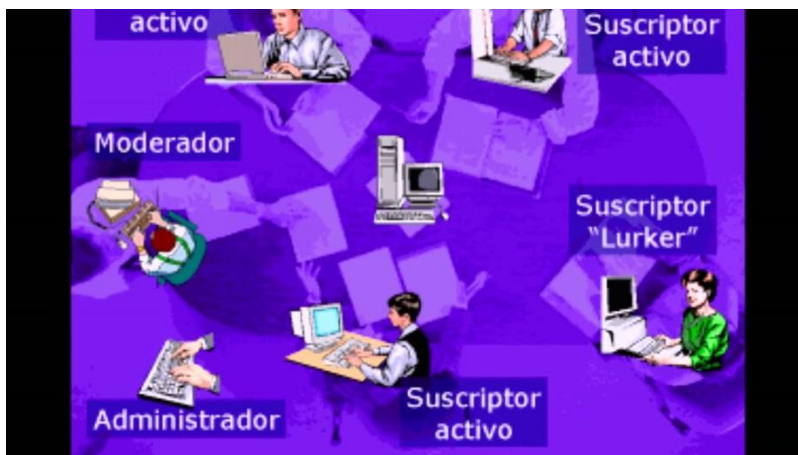 activo
Suscriptor
activo
Moderador
Suscriptor
“Lurker”
Administrador
Suscriptor
activo